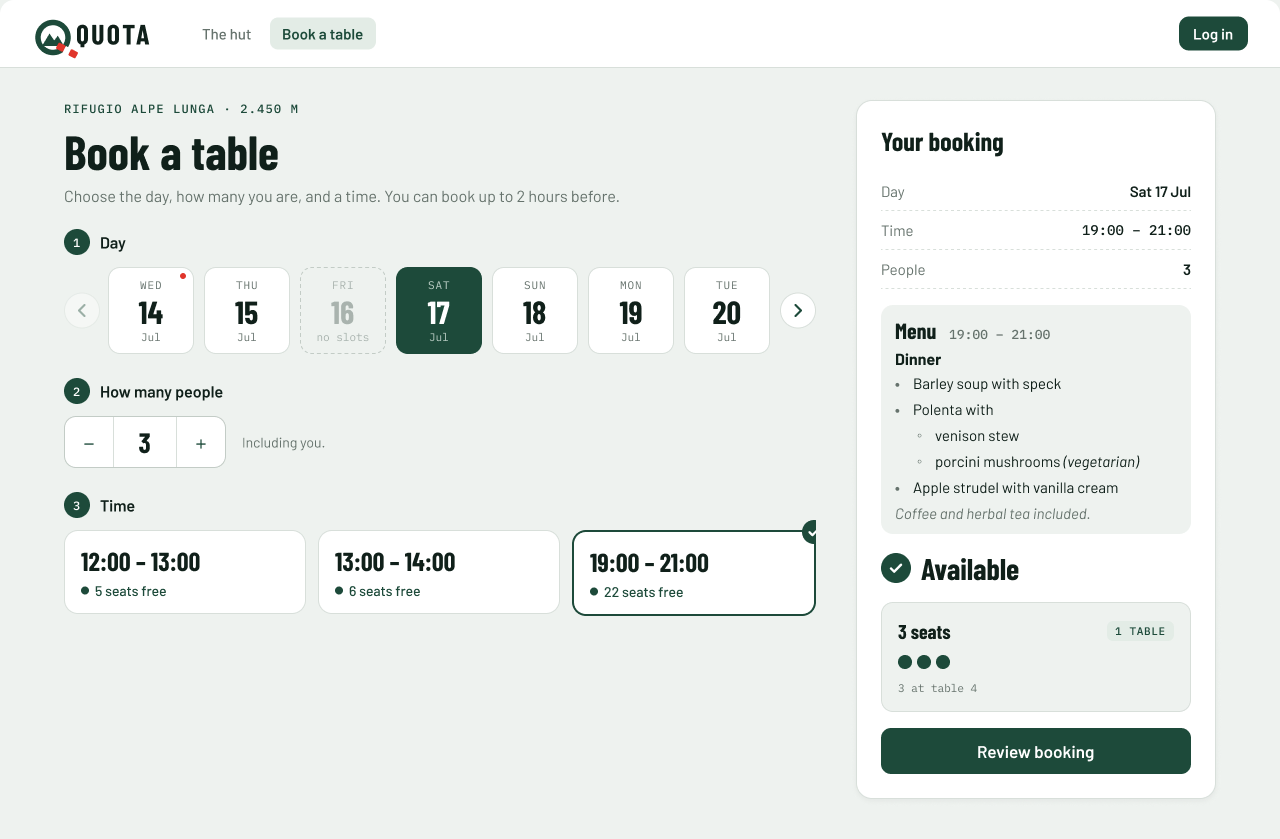 QUOTA
The hut
Book a table
Log in
RIFUGIO ALPE LUNGA · 2.450 M
Book a table
Choose the day, how many you are, and a time. You can book up to 2 hours before.
1 Day
WED
14
Jul
THU
15
Jul
FRI
16
no slots
SAT
17
Jul
SUN
18
Jul
MON
19
Jul
TUE
20
Jul
2 How many people
− 3 + Including you.
3 Time
12:00 – 13:00
5 seats free
13:00 – 14:00
6 seats free
19:00 – 21:00
22 seats free
Your booking
Day Sat 17 Jul
Time 19:00 – 21:00
People 3
Menu 19:00 – 21:00
Dinner
• Barley soup with speck
• Polenta with
◦ venison stew
◦ porcini mushrooms (vegetarian)
• Apple strudel with vanilla cream
Coffee and herbal tea included.
Available
3 seats 1 TABLE
3 at table 4
Review booking